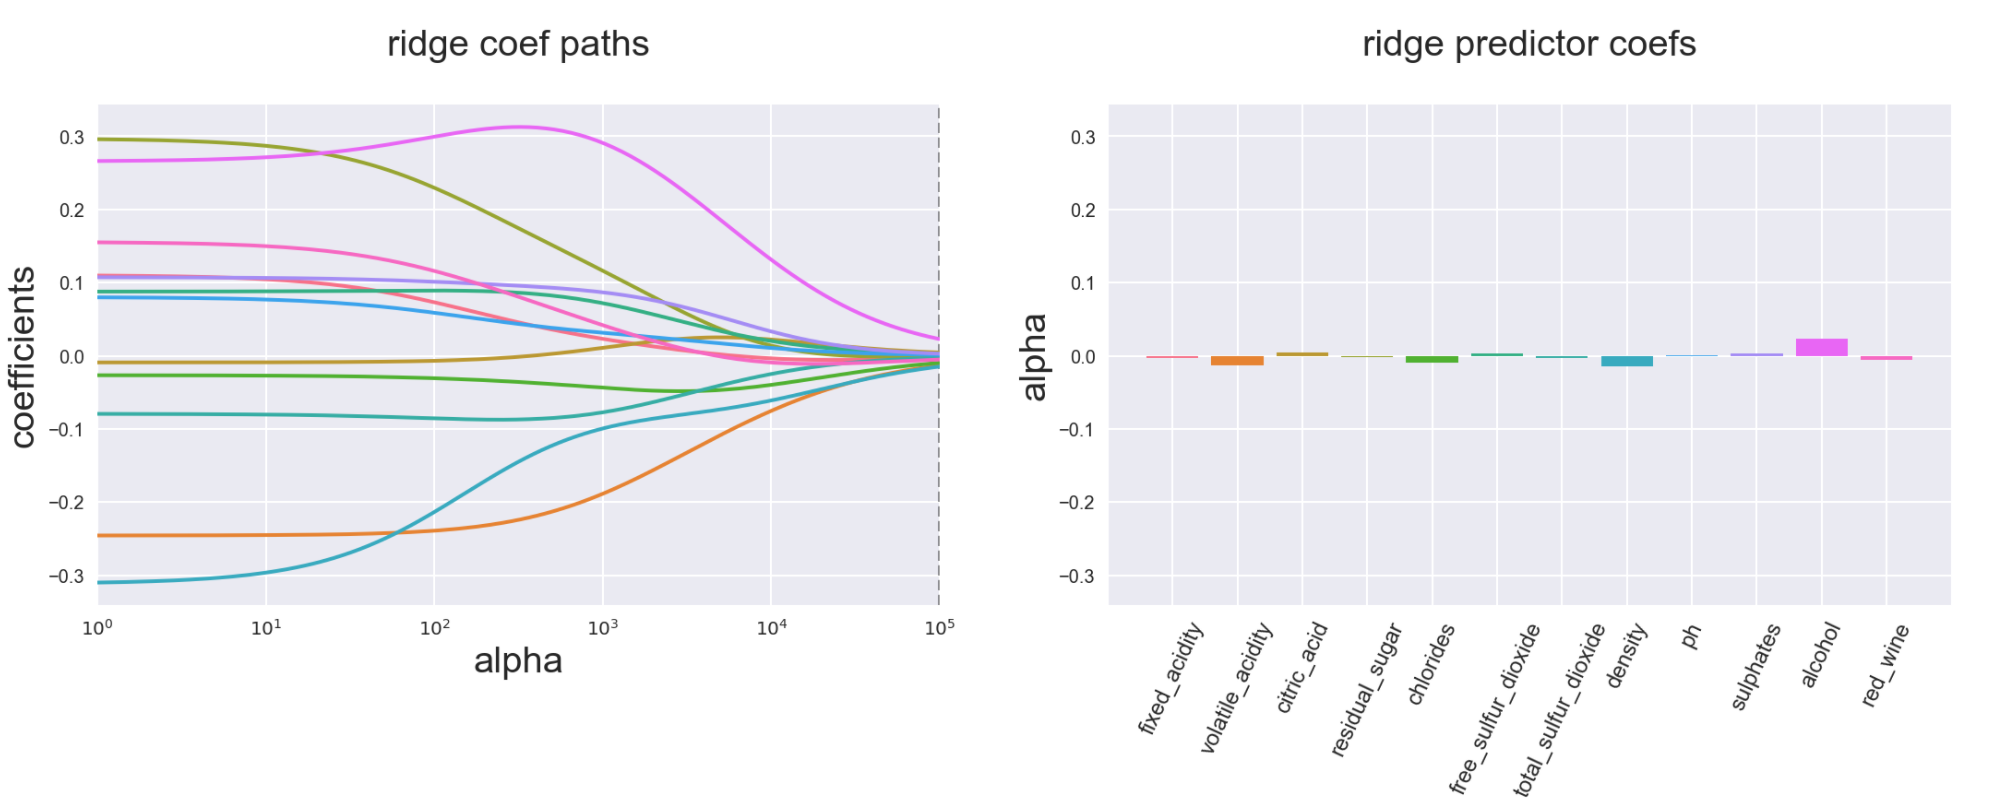 ridge coef paths
coefficients
0.3
0.2
0.1
0.0
−0.1
−0.2
−0.3
10⁰ 10¹ 10² 10³ 10⁴ 10⁵
alpha
ridge predictor coefs
alpha
0.3
0.2
0.1
0.0
−0.1
−0.2
−0.3
fixed_acidity
volatile_acidity
citric_acid
residual_sugar
chlorides
free_sulfur_dioxide
total_sulfur_dioxide
density
ph
sulphates
alcohol
red_wine